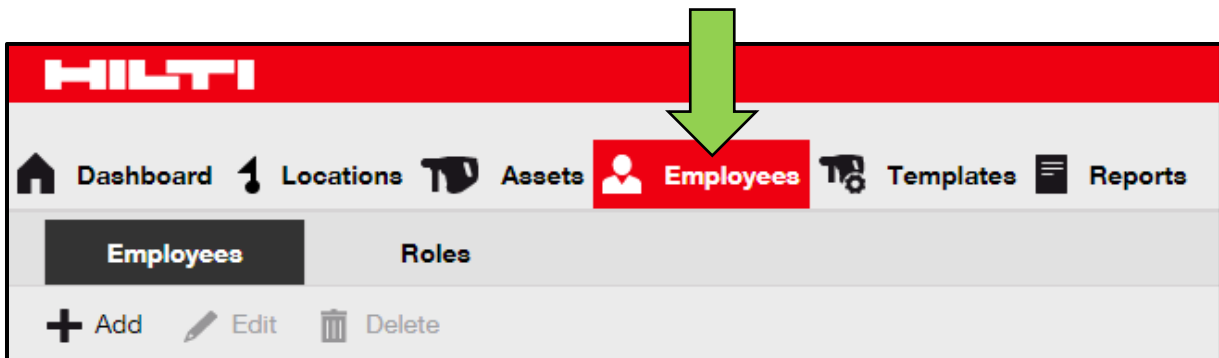 HILTI
Dashboard Locations Assets Employees Templates Reports
Employees Roles
Add Edit Delete